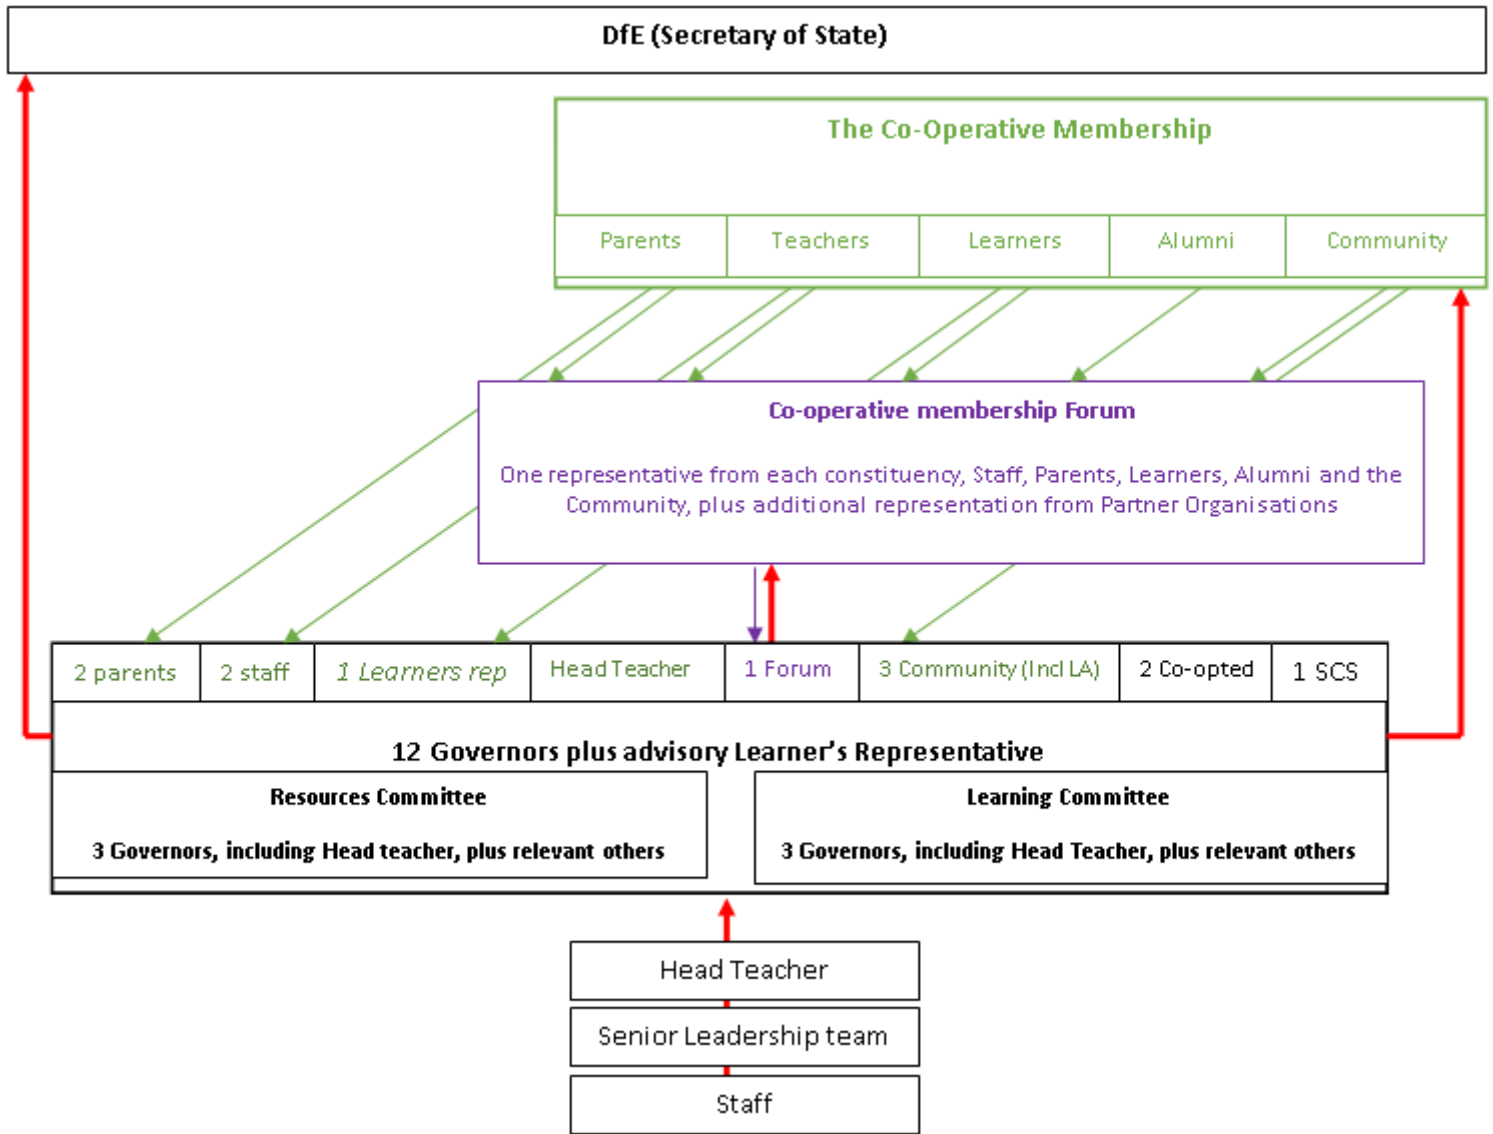 DfE (Secretary of State)
The Co-Operative Membership
Parents
Teachers
Learners
Alumni
Community
Co-operative membership Forum
One representative from each constituency, Staff, Parents, Learners, Alumni and the
Community, plus additional representation from Partner Organisations
2 parents
2 staff
1 Learners rep
Head Teacher
1 Forum
3 Community (Incl LA)
2 Co-opted
1 SCS
12 Governors plus advisory Learner's Representative
Resources Committee
3 Governors, including Head teacher, plus relevant others
Learning Committee
3 Governors, including Head Teacher, plus relevant others
Head Teacher
Senior Leadership team
Staff